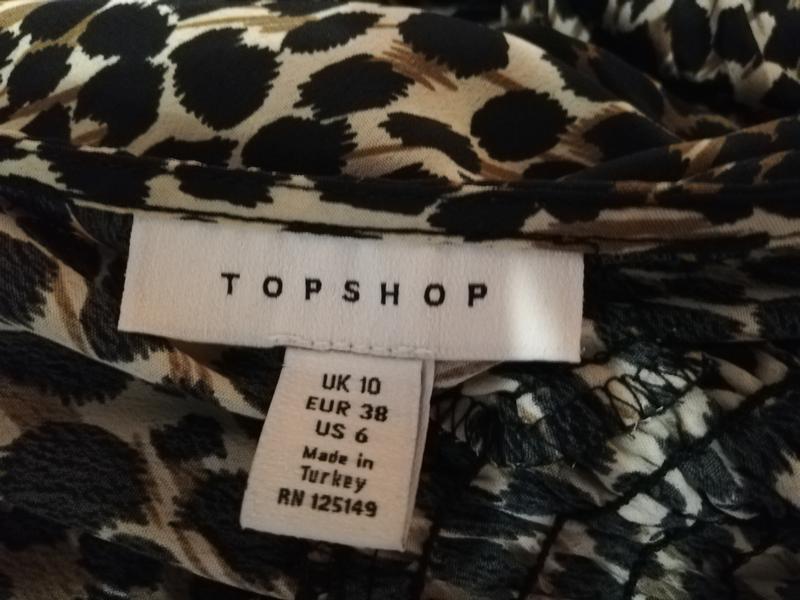 TOPSHOP
UK 10
EUR 38
US 6
Made in
Turkey
RN 125149